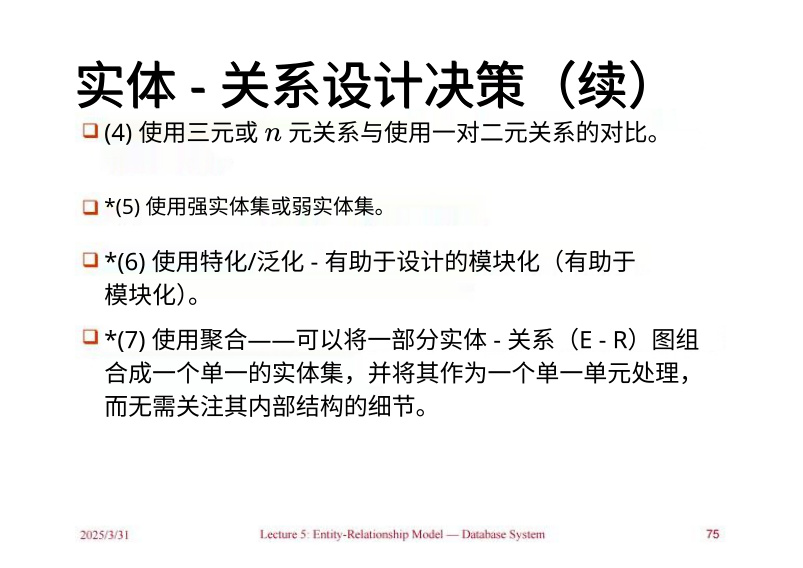 实体 - 关系设计决策（续）
(4) 使用三元或 n 元关系与使用一对二元关系的对比。
*(5) 使用强实体集或弱实体集。
*(6) 使用特化/泛化 - 有助于设计的模块化（有助于
模块化）。
*(7) 使用聚合——可以将一部分实体 - 关系（E - R）图组
合成一个单一的实体集，并将其作为一个单一单元处理，
而无需关注其内部结构的细节。
2025/3/31 Lecture 5: Entity-Relationship Model — Database System 75